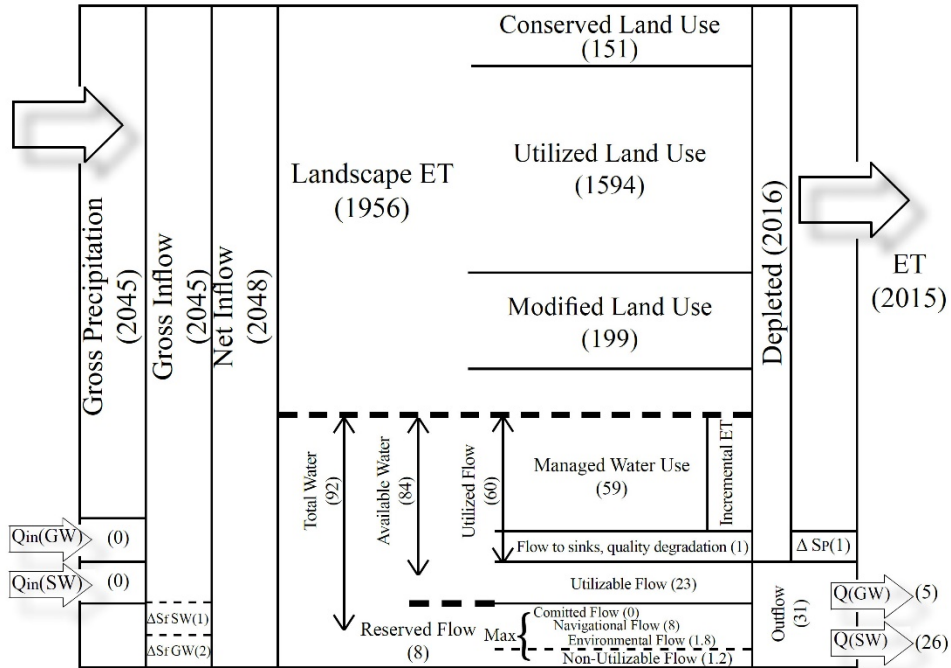 Gross Precipitation
(2045)
Gross Inflow
(2045)
Net Inflow
(2048)
Landscape ET
(1956)
Conserved Land Use
(151)
Utilized Land Use
(1594)
Modified Land Use
(199)
Depleted (2016)
ET
(2015)
Total Water
(92)
Available Water
(84)
Utilized Flow
(60)
Managed Water Use
(59)
Incremental ET
Qin(GW)
(0)
Flow to sinks, quality degradation (1)
Δ SP(1)
Qin(SW)
(0)
Utilizable Flow (23)
Outflow
(31)
Q(GW)
(5)
ΔSf SW(1)
Reserved Flow
(8)
Max
Comitted Flow (0)
Navigational Flow (8)
Environmental Flow (1.8)
Q(SW)
(26)
ΔSf GW(2)
Non-Utilizable Flow (1.2)